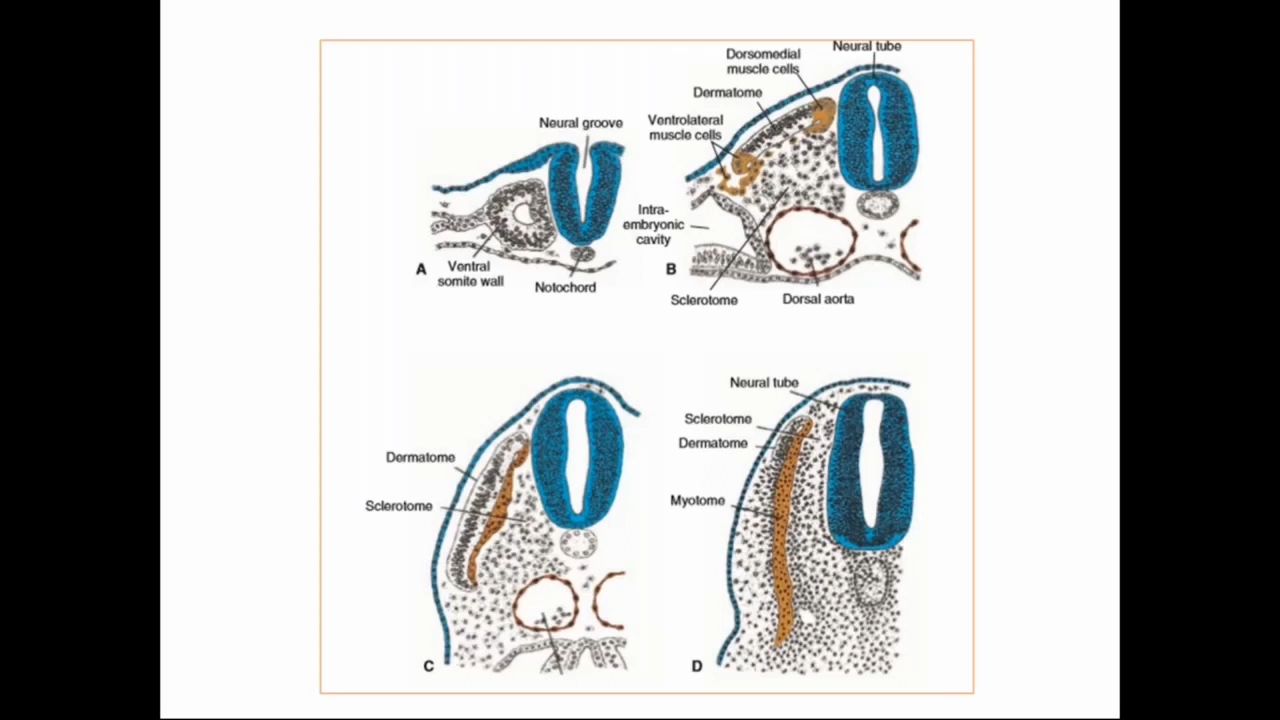 Neural groove
Ventral
somite wall
Notochord
A
Dorsomedial
muscle cells
Neural tube
Dermatome
Ventrolateral
muscle cells
Intra-
embryonic
cavity
B
Sclerotome
Dorsal aorta
Dermatome
Sclerotome
C
Neural tube
Sclerotome
Dermatome
Myotome
D